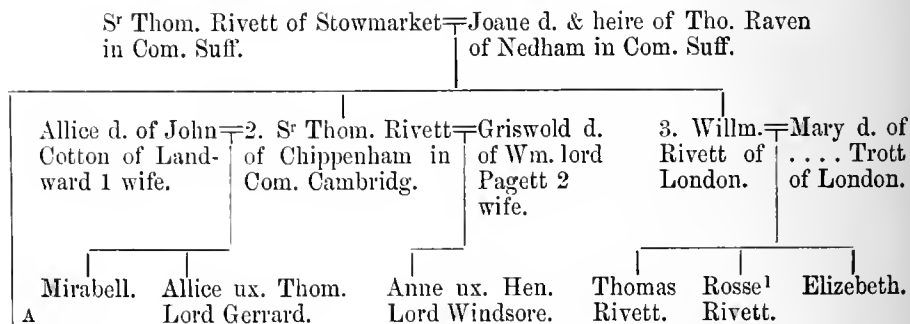 Sʳ Thom. Rivett of Stowmarket=Joane d. & heire of Tho. Raven
in Com. Suff. of Nedham in Com. Suff.
Allice d. of John=2. Sʳ Thom. Rivett=Griswold d. 3. Willm.=Mary d. of
Cotton of Land- of Chippenham in of Wm. lord Rivett of .... Trott
ward 1 wife. Com. Cambridg. Pagett 2 London. of London.
wife.
Mirabell. Allice ux. Thom. Anne ux. Hen. Thomas Rosse¹ Elizebeth.
A Lord Gerrard. Lord Windsore. Rivett. Rivett.